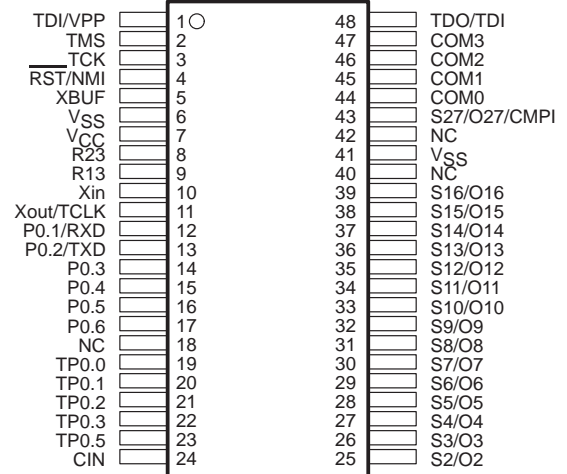 TDI/VPP 1 48 TDO/TDI
TMS 2 47 COM3
TCK 3 46 COM2
RST/NMI 4 45 COM1
XBUF 5 44 COM0
VSS 6 43 S27/O27/CMPI
VCC 7 42 NC
R23 8 41 VSS
R13 9 40 NC
Xin 10 39 S16/O16
Xout/TCLK 11 38 S15/O15
P0.1/RXD 12 37 S14/O14
P0.2/TXD 13 36 S13/O13
P0.3 14 35 S12/O12
P0.4 15 34 S11/O11
P0.5 16 33 S10/O10
P0.6 17 32 S9/O9
NC 18 31 S8/O8
TP0.0 19 30 S7/O7
TP0.1 20 29 S6/O6
TP0.2 21 28 S5/O5
TP0.3 22 27 S4/O4
TP0.5 23 26 S3/O3
CIN 24 25 S2/O2